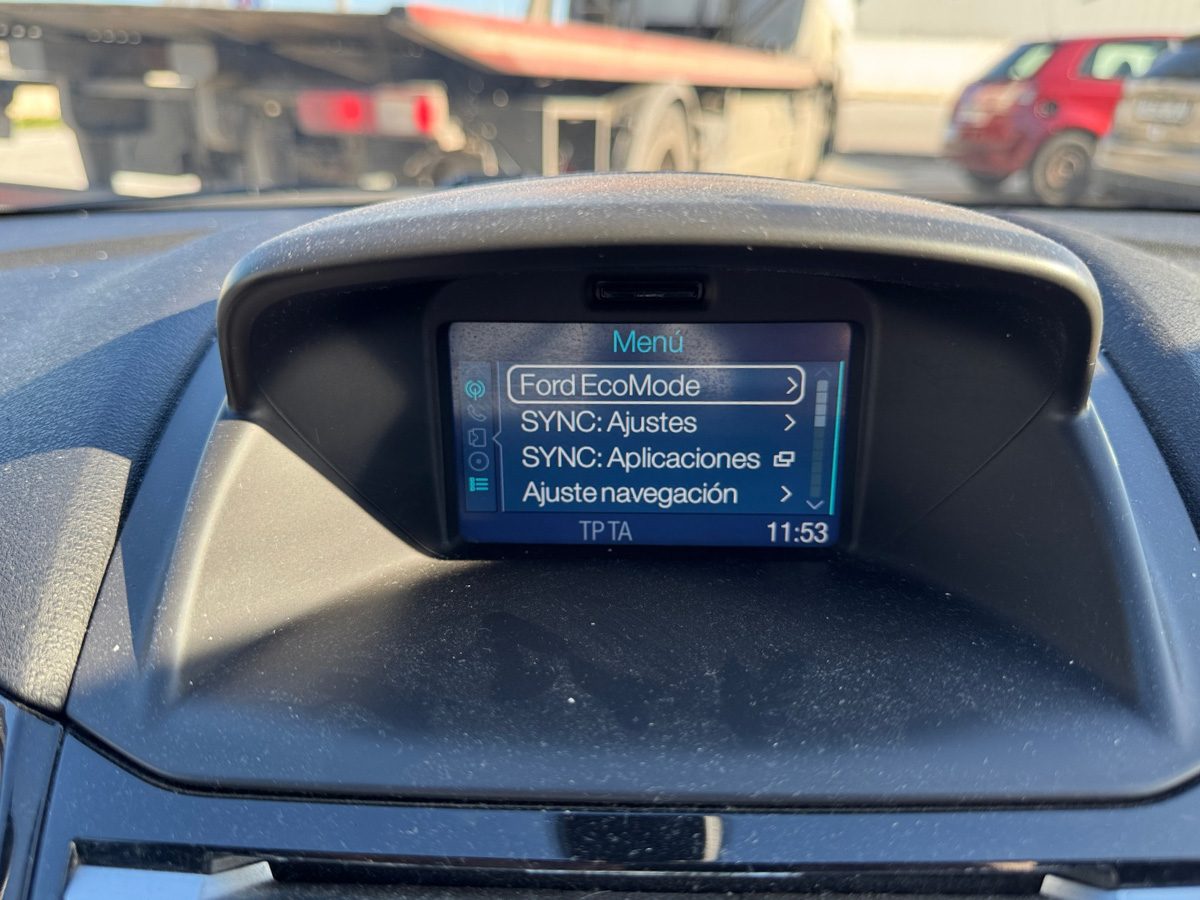 Menú
Ford EcoMode
SYNC: Ajustes
SYNC: Aplicaciones
Ajuste navegación
TP TA
11:53